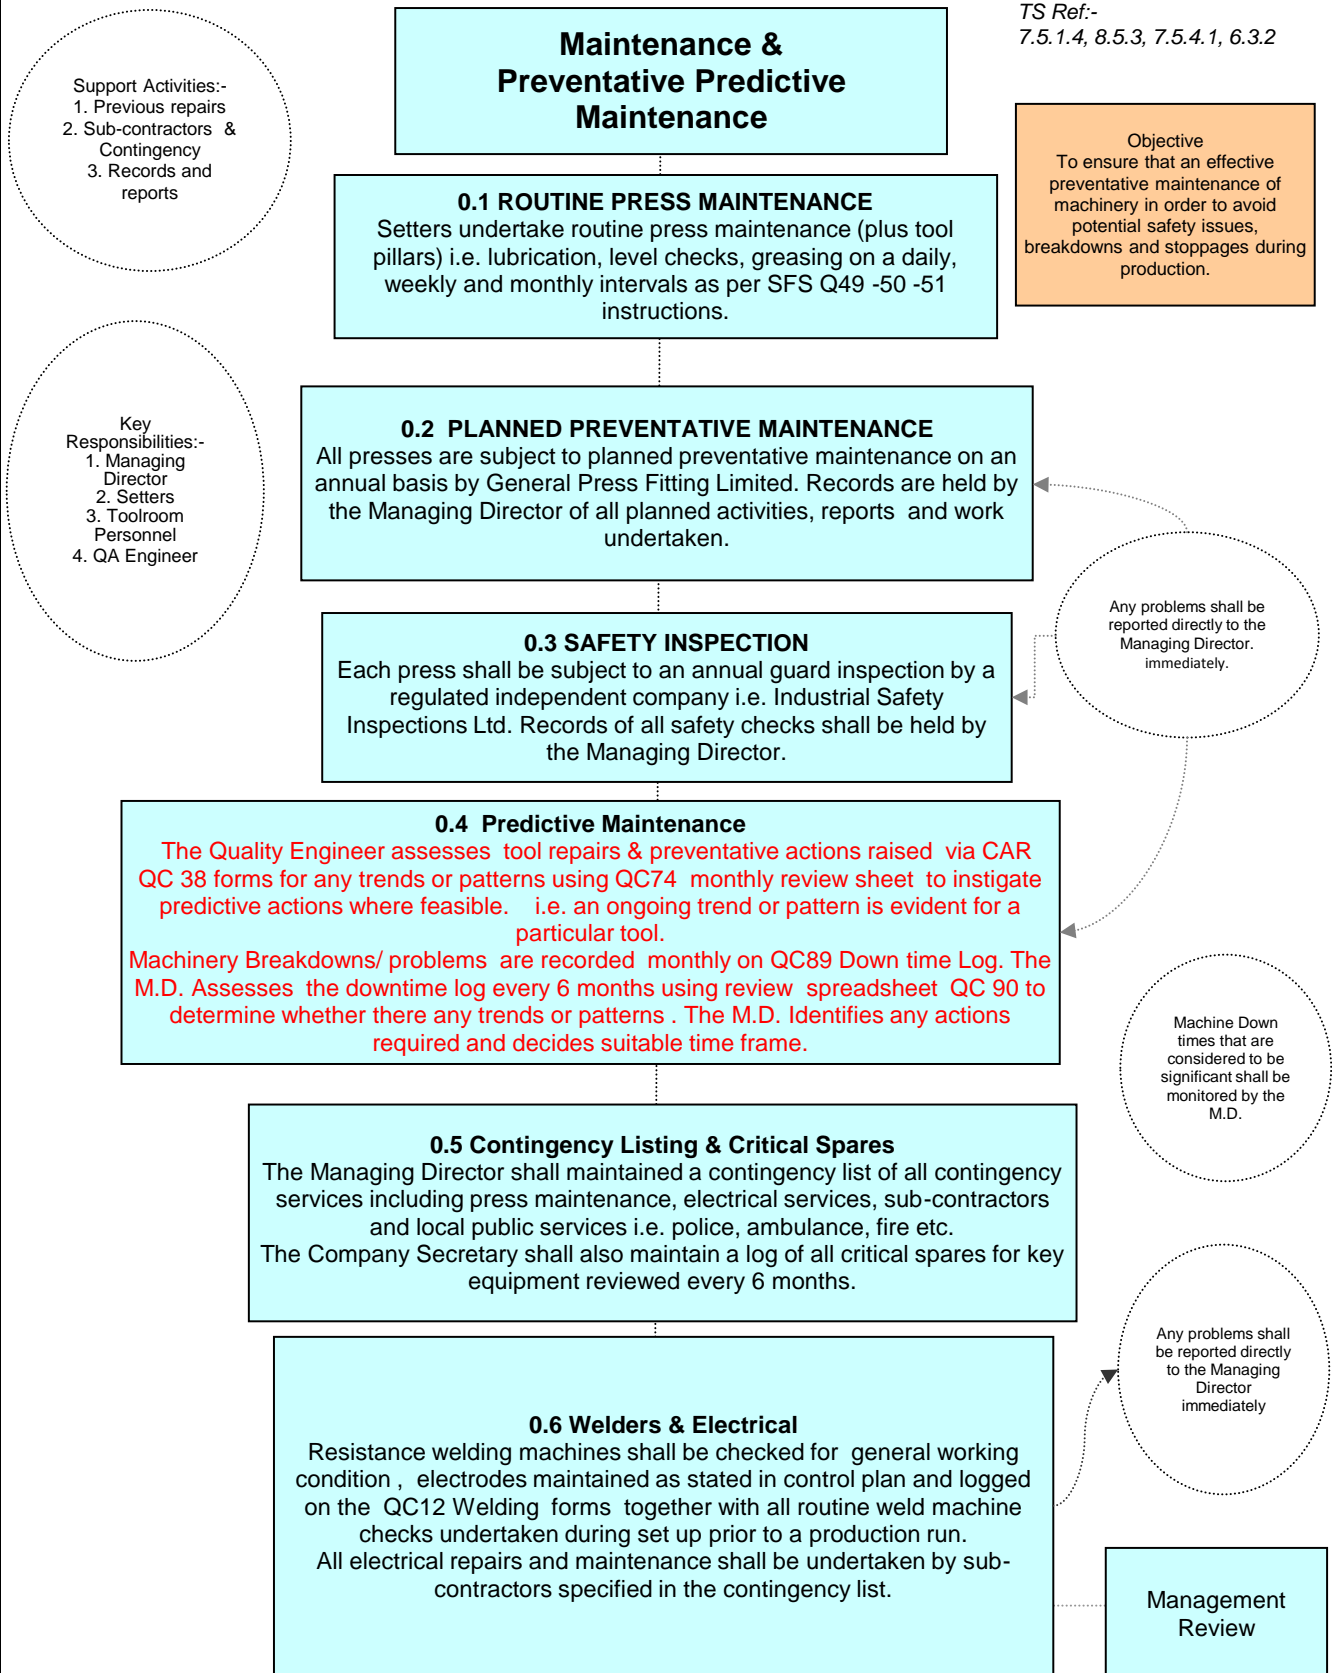 TS Ref:-
7.5.1.4, 8.5.3, 7.5.4.1, 6.3.2
Maintenance &
Preventative Predictive
Maintenance
Support Activities:-
1. Previous repairs
2. Sub-contractors &
Contingency
3. Records and
reports
Objective
To ensure that an effective
preventative maintenance of
machinery in order to avoid
potential safety issues,
breakdowns and stoppages during
production.
0.1 ROUTINE PRESS MAINTENANCE
Setters undertake routine press maintenance (plus tool
pillars) i.e. lubrication, level checks, greasing on a daily,
weekly and monthly intervals as per SFS Q49 -50 -51
instructions.
Key
Responsibilities:-
1. Managing
Director
2. Setters
3. Toolroom
Personnel
4. QA Engineer
0.2 PLANNED PREVENTATIVE MAINTENANCE
All presses are subject to planned preventative maintenance on an
annual basis by General Press Fitting Limited. Records are held by
the Managing Director of all planned activities, reports and work
undertaken.
Any problems shall be
reported directly to the
Managing Director.
immediately.
0.3 SAFETY INSPECTION
Each press shall be subject to an annual guard inspection by a
regulated independent company i.e. Industrial Safety
Inspections Ltd. Records of all safety checks shall be held by
the Managing Director.
0.4 Predictive Maintenance
The Quality Engineer assesses tool repairs & preventative actions raised via CAR
QC 38 forms for any trends or patterns using QC74 monthly review sheet to instigate
predictive actions where feasible. i.e. an ongoing trend or pattern is evident for a
particular tool.
Machinery Breakdowns/ problems are recorded monthly on QC89 Down time Log. The
M.D. Assesses the downtime log every 6 months using review spreadsheet QC 90 to
determine whether there any trends or patterns . The M.D. Identifies any actions
required and decides suitable time frame.
Machine Down
times that are
considered to be
significant shall be
monitored by the
M.D.
0.5 Contingency Listing & Critical Spares
The Managing Director shall maintained a contingency list of all contingency
services including press maintenance, electrical services, sub-contractors
and local public services i.e. police, ambulance, fire etc.
The Company Secretary shall also maintain a log of all critical spares for key
equipment reviewed every 6 months.
Any problems shall
be reported directly
to the Managing
Director
immediately
0.6 Welders & Electrical
Resistance welding machines shall be checked for general working
condition , electrodes maintained as stated in control plan and logged
on the QC12 Welding forms together with all routine weld machine
checks undertaken during set up prior to a production run.
All electrical repairs and maintenance shall be undertaken by sub-
contractors specified in the contingency list.
Management
Review